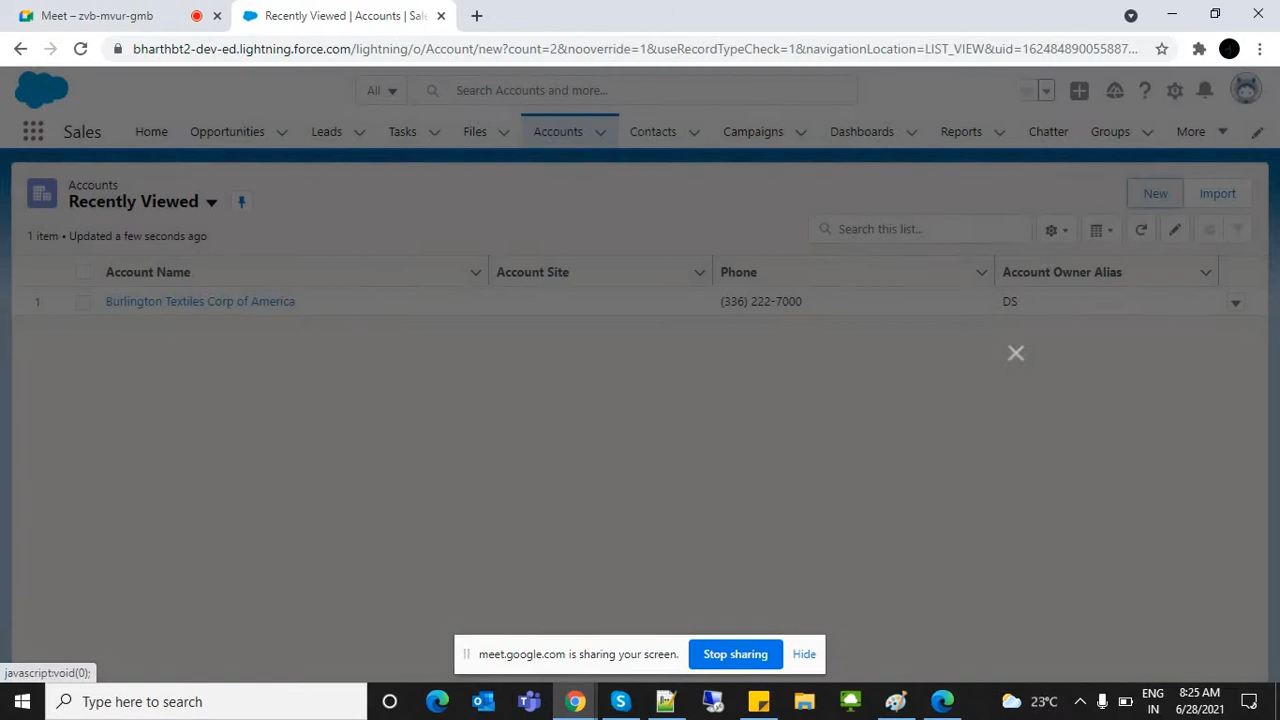 Meet – zvb-mvur-gmb
Recently Viewed | Accounts | Sale
bharthbt2-dev-ed.lightning.force.com/lightning/o/Account/new?count=2&nooverride=1&useRecordTypeCheck=1&navigationLocation=LIST_VIEW&uid=162484890055887...
All
Search Accounts and more...
Sales Home Opportunities Leads Tasks Files Accounts Contacts Campaigns Dashboards Reports Chatter Groups More
Accounts
Recently Viewed
New Import
1 item • Updated a few seconds ago
Search this list...
Account Name Account Site Phone Account Owner Alias
1 Burlington Textiles Corp of America (336) 222-7000 DS
meet.google.com is sharing your screen. Stop sharing Hide
javascript:void(0);
Type here to search
23°C
ENG
IN
8:25 AM
6/28/2021